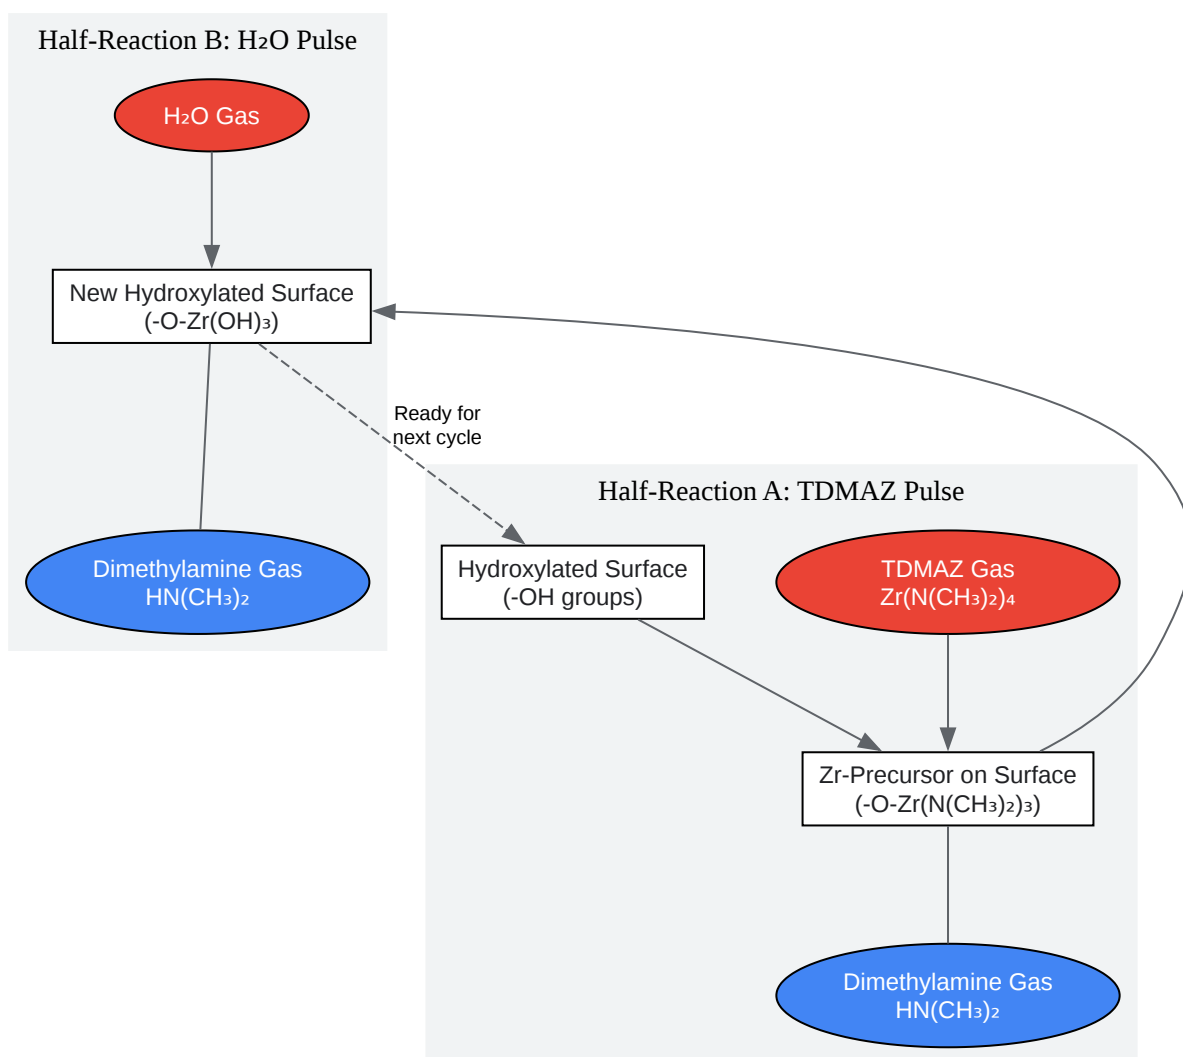 Half-Reaction B: H₂O Pulse
H₂O Gas
New Hydroxylated Surface
(-O-Zr(OH)₃)
Ready for
next cycle
Dimethylamine Gas
HN(CH₃)₂
Half-Reaction A: TDMAZ Pulse
Hydroxylated Surface
(-OH groups)
TDMAZ Gas
Zr(N(CH₃)₂)₄
Zr-Precursor on Surface
(-O-Zr(N(CH₃)₂)₃)
Dimethylamine Gas
HN(CH₃)₂